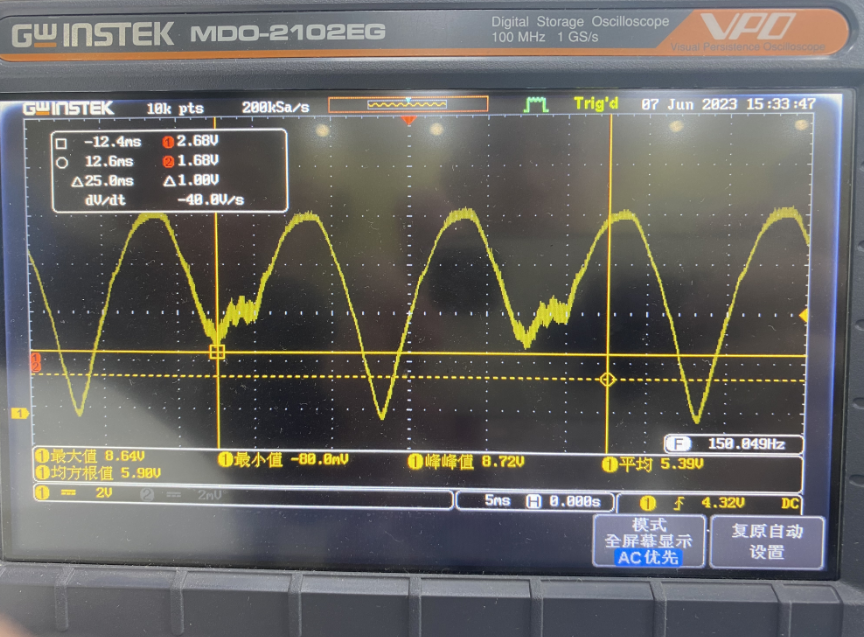 GWINSTEK MDO-2102EG Digital Storage Oscilloscope VPO
100 MHz 1 GS/s Visual Persistence Oscilloscope
GWINSTEK 10k pts 200kSa/s Trig'd 07 Jun 2023 15:33:47
-12.4ms 1 2.68V
12.6ms 2 1.68V
△25.0ms △1.00V
dV/dt -40.0V/s
1
2
1
F 150.049Hz
1 最大值 8.64V 1 最小值 -80.0mV 1 峰峰值 8.72V 1 平均 5.39V
1 均方根值 5.90V
1 2V 2 2mV 5ms H 0.000s 1 4.32V DC
模式
全屏幕显示
AC优先
复原自动
设置